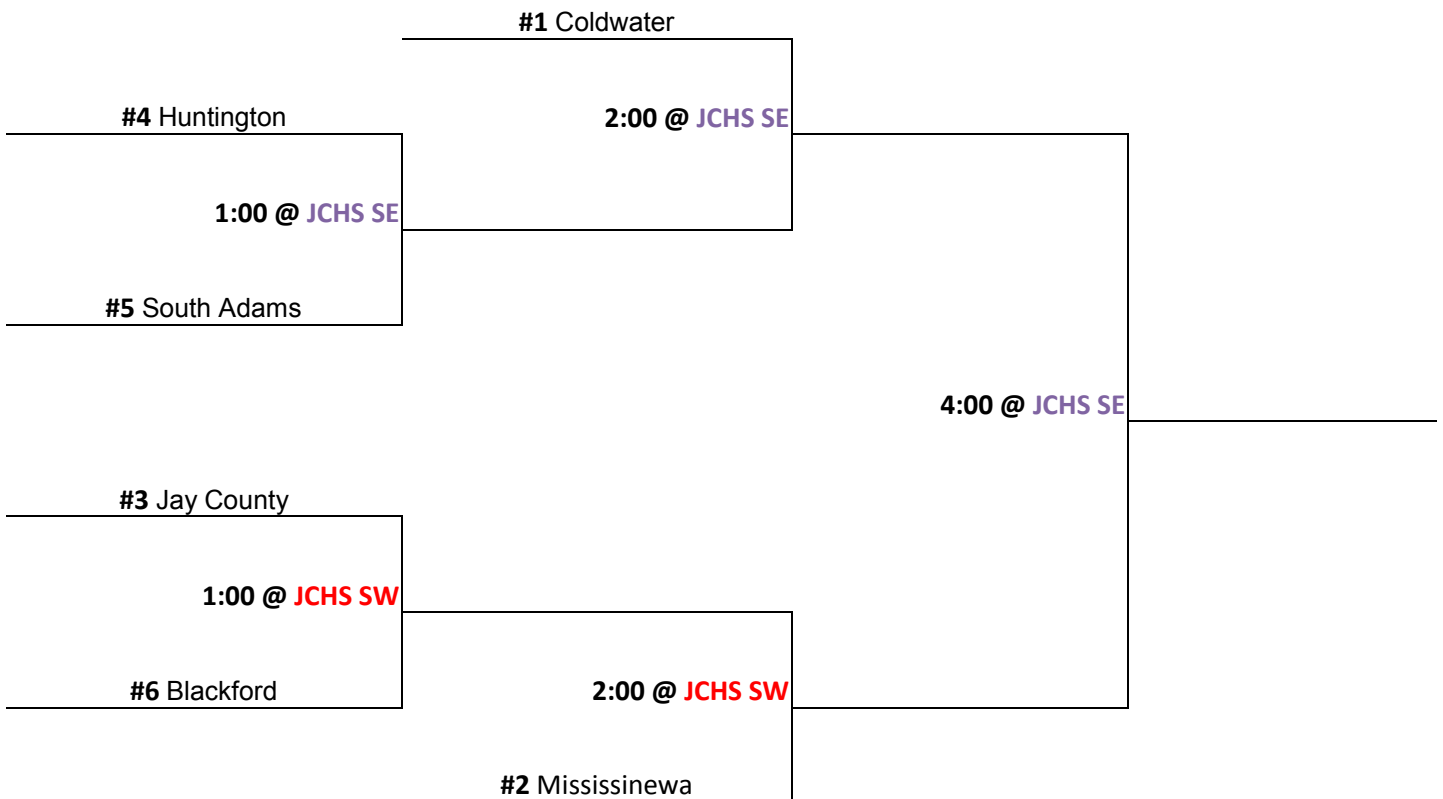 #1 Coldwater
#4 Huntington
2:00 @ JCHS SE
1:00 @ JCHS SE
#5 South Adams
4:00 @ JCHS SE
#3 Jay County
1:00 @ JCHS SW
#6 Blackford
2:00 @ JCHS SW
#2 Mississinewa